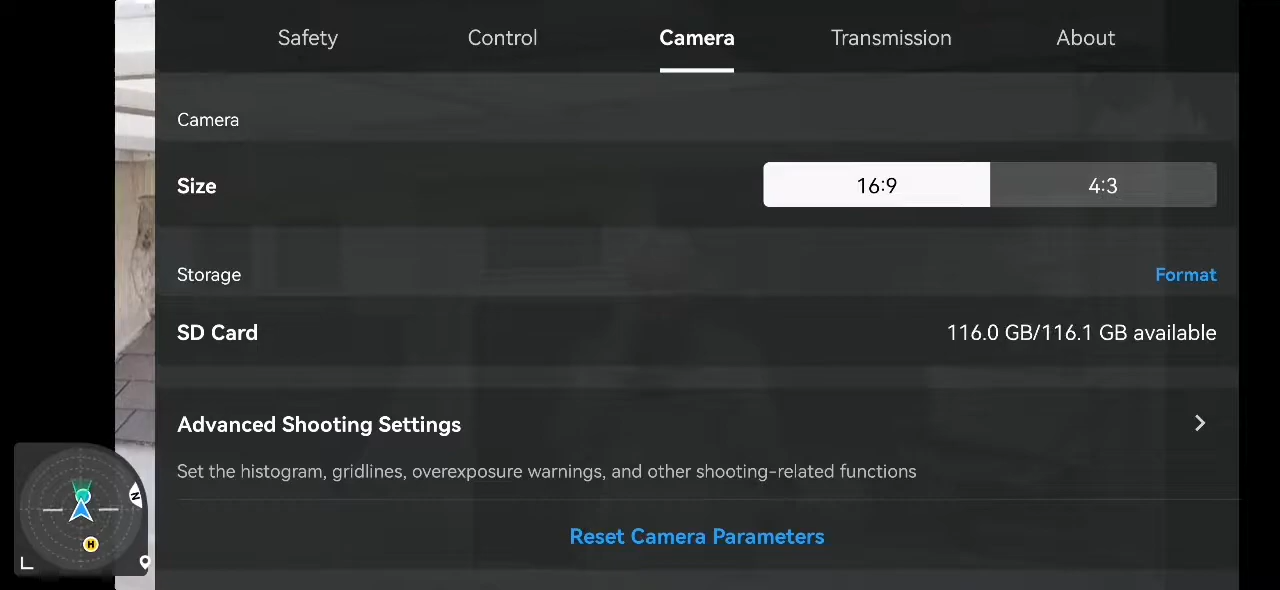 Safety Control Camera Transmission About
Camera
Size 16:9 4:3
Storage Format
SD Card 116.0 GB/116.1 GB available
Advanced Shooting Settings
Set the histogram, gridlines, overexposure warnings, and other shooting-related functions
N
H
Reset Camera Parameters